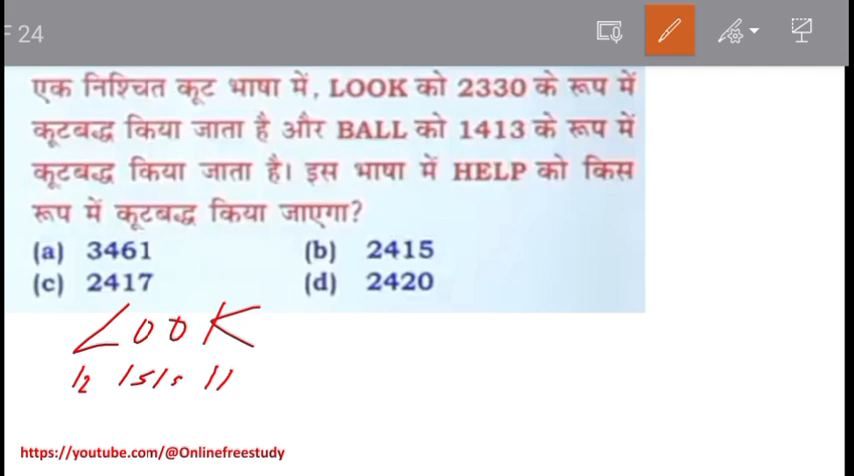 F 24
एक निश्चित कूट भाषा में, LOOK को 2330 के रूप में
कूटबद्ध किया जाता है और BALL को 1413 के रूप में
कूटबद्ध किया जाता है। इस भाषा में HELP को किस
रूप में कूटबद्ध किया जाएगा?
(a) 3461 (b) 2415
(c) 2417 (d) 2420
LOOK
12 15 15 11
https://youtube.com/@Onlinefreestudy